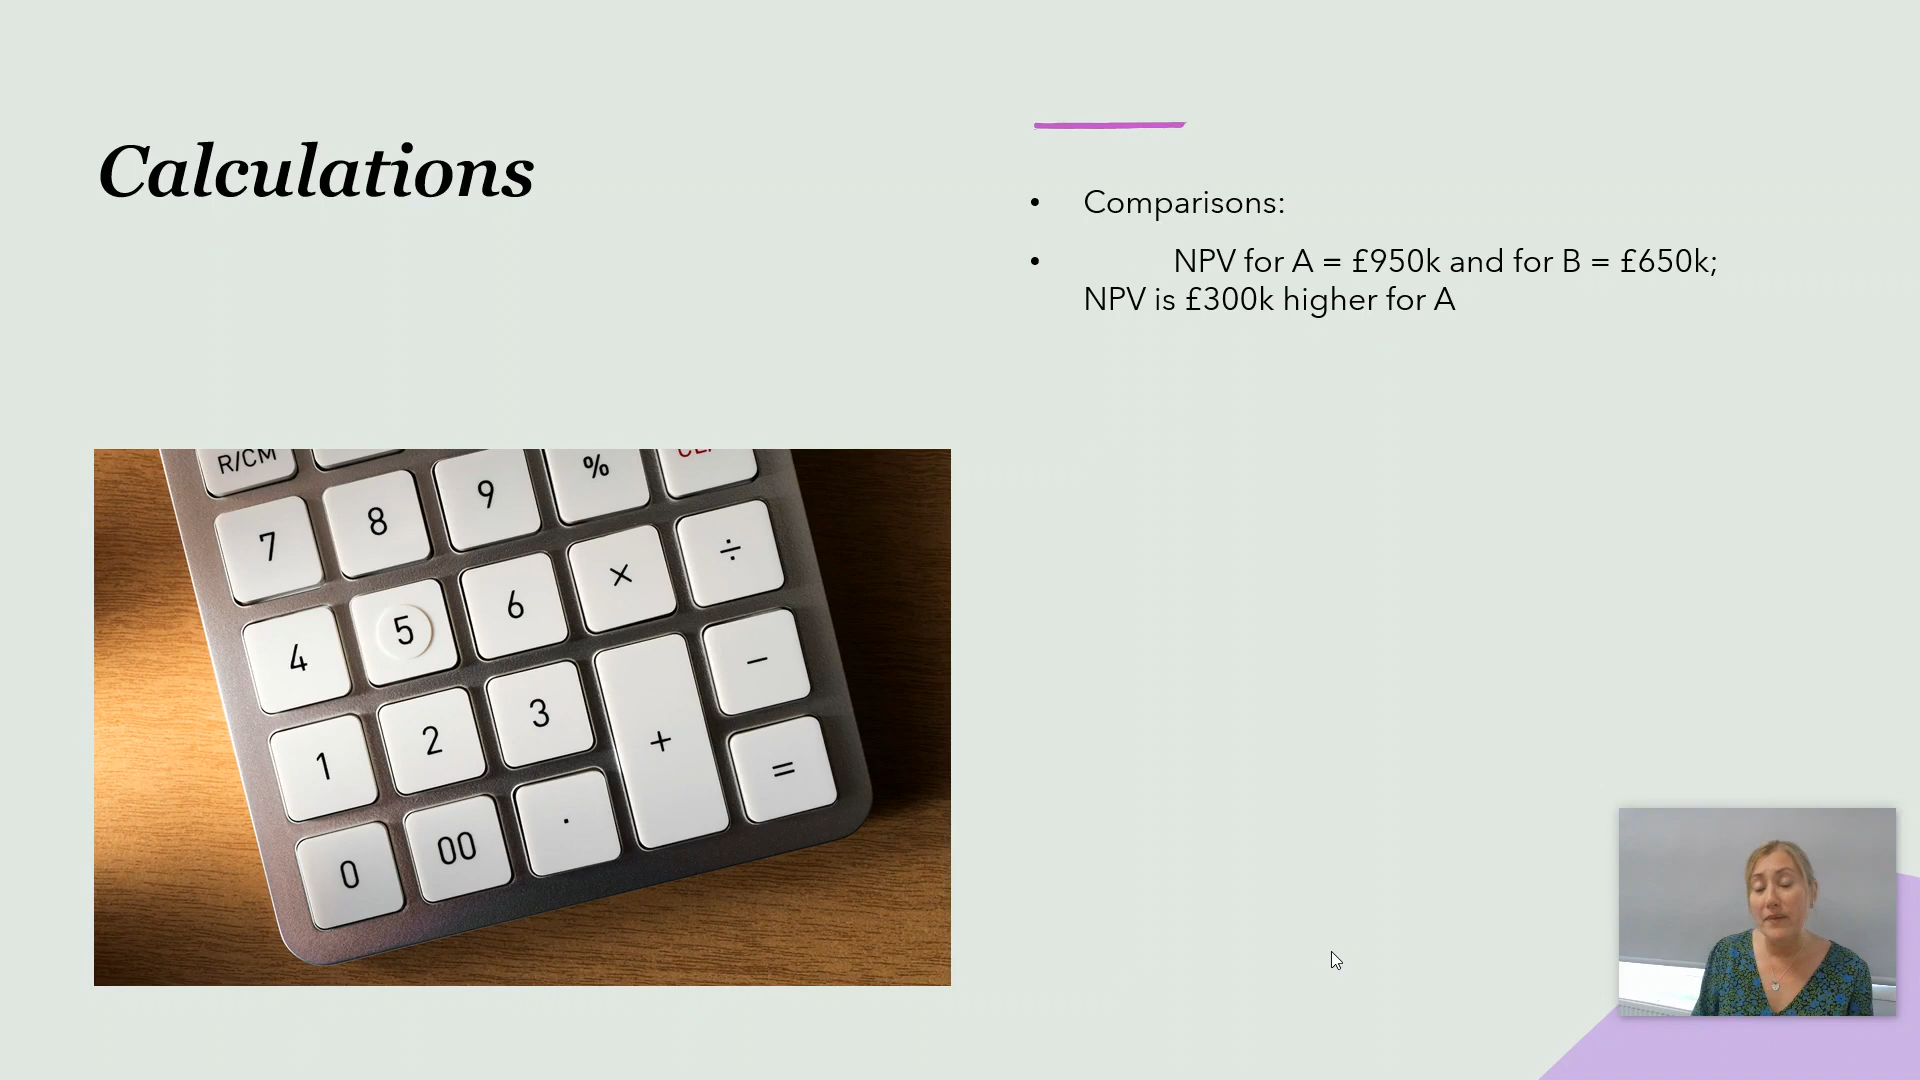 Calculations
• Comparisons:
• NPV for A = £950k and for B = £650k;
NPV is £300k higher for A
R/CM
7 8 9 %
4 5 6 × ÷
1 2 3 + −
0 00 . =